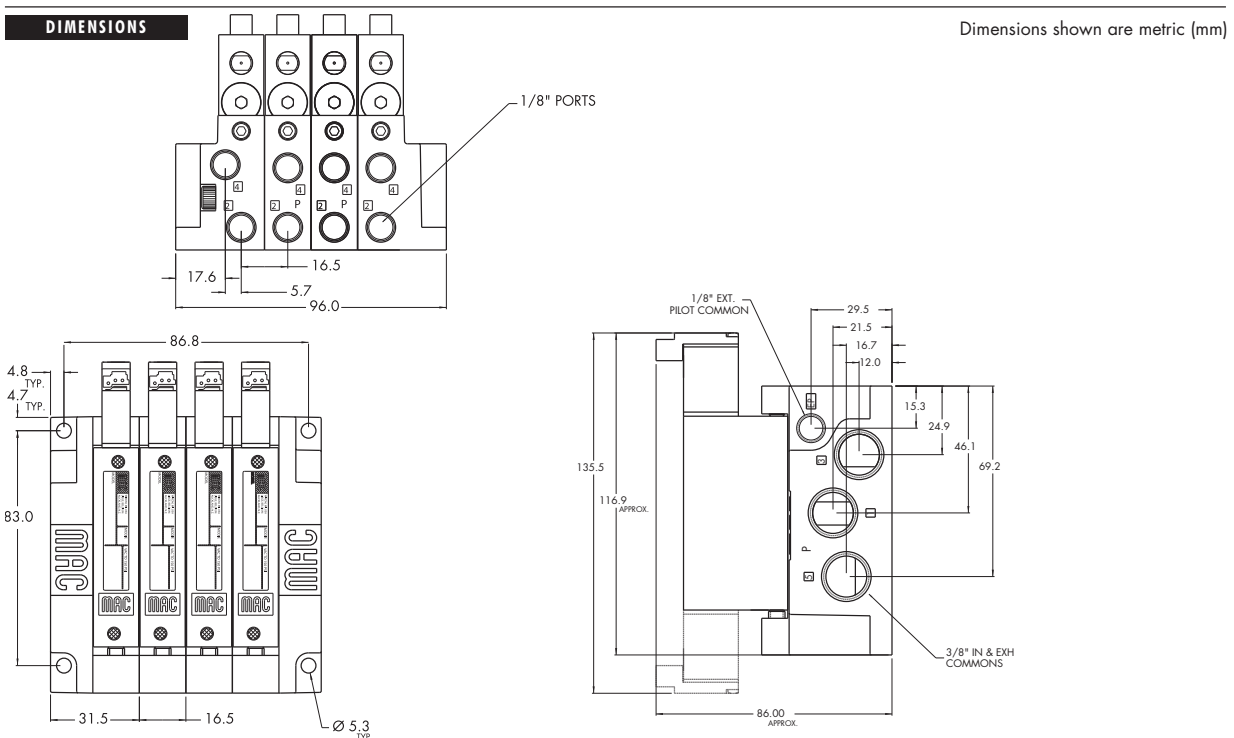 DIMENSIONS
Dimensions shown are metric (mm)
1/8" PORTS
4
4
4
4
2
2
P
2
P
2
17.6
16.5
5.7
96.0
86.8
4.8
TYP.
4.7
TYP.
83.0
MAC
MAC
MAC
MAC
MAC
MAC
31.5
16.5
Ø 5.3
TYP.
1/8" EXT.
PILOT COMMON
29.5
21.5
16.7
12.0
EP
15.3
24.9
46.1
69.2
3
1
P
5
135.5
116.9
APPROX.
3/8" IN & EXH
COMMONS
86.00
APPROX.